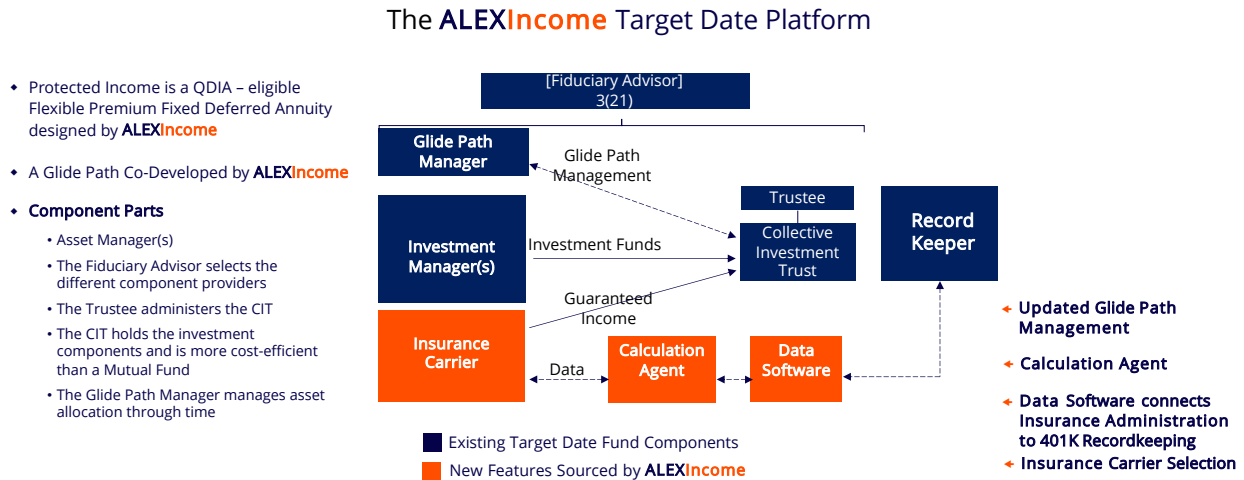 The ALEXIncome Target Date Platform
◆ Protected Income is a QDIA – eligible
Flexible Premium Fixed Deferred Annuity
designed by ALEXIncome
◆ A Glide Path Co-Developed by ALEXIncome
◆ Component Parts
• Asset Manager(s)
• The Fiduciary Advisor selects the
different component providers
• The Trustee administers the CIT
• The CIT holds the investment
components and is more cost-efficient
than a Mutual Fund
• The Glide Path Manager manages asset
allocation through time
[Fiduciary Advisor]
3(21)
Glide Path
Manager
Glide Path
Management
Investment
Manager(s)
Investment Funds
Trustee
Collective
Investment
Trust
Record
Keeper
Guaranteed
Income
Insurance
Carrier
Data
Calculation
Agent
Data
Software
Existing Target Date Fund Components
New Features Sourced by ALEXIncome
Updated Glide Path
Management
Calculation Agent
Data Software connects
Insurance Administration
to 401K Recordkeeping
Insurance Carrier Selection